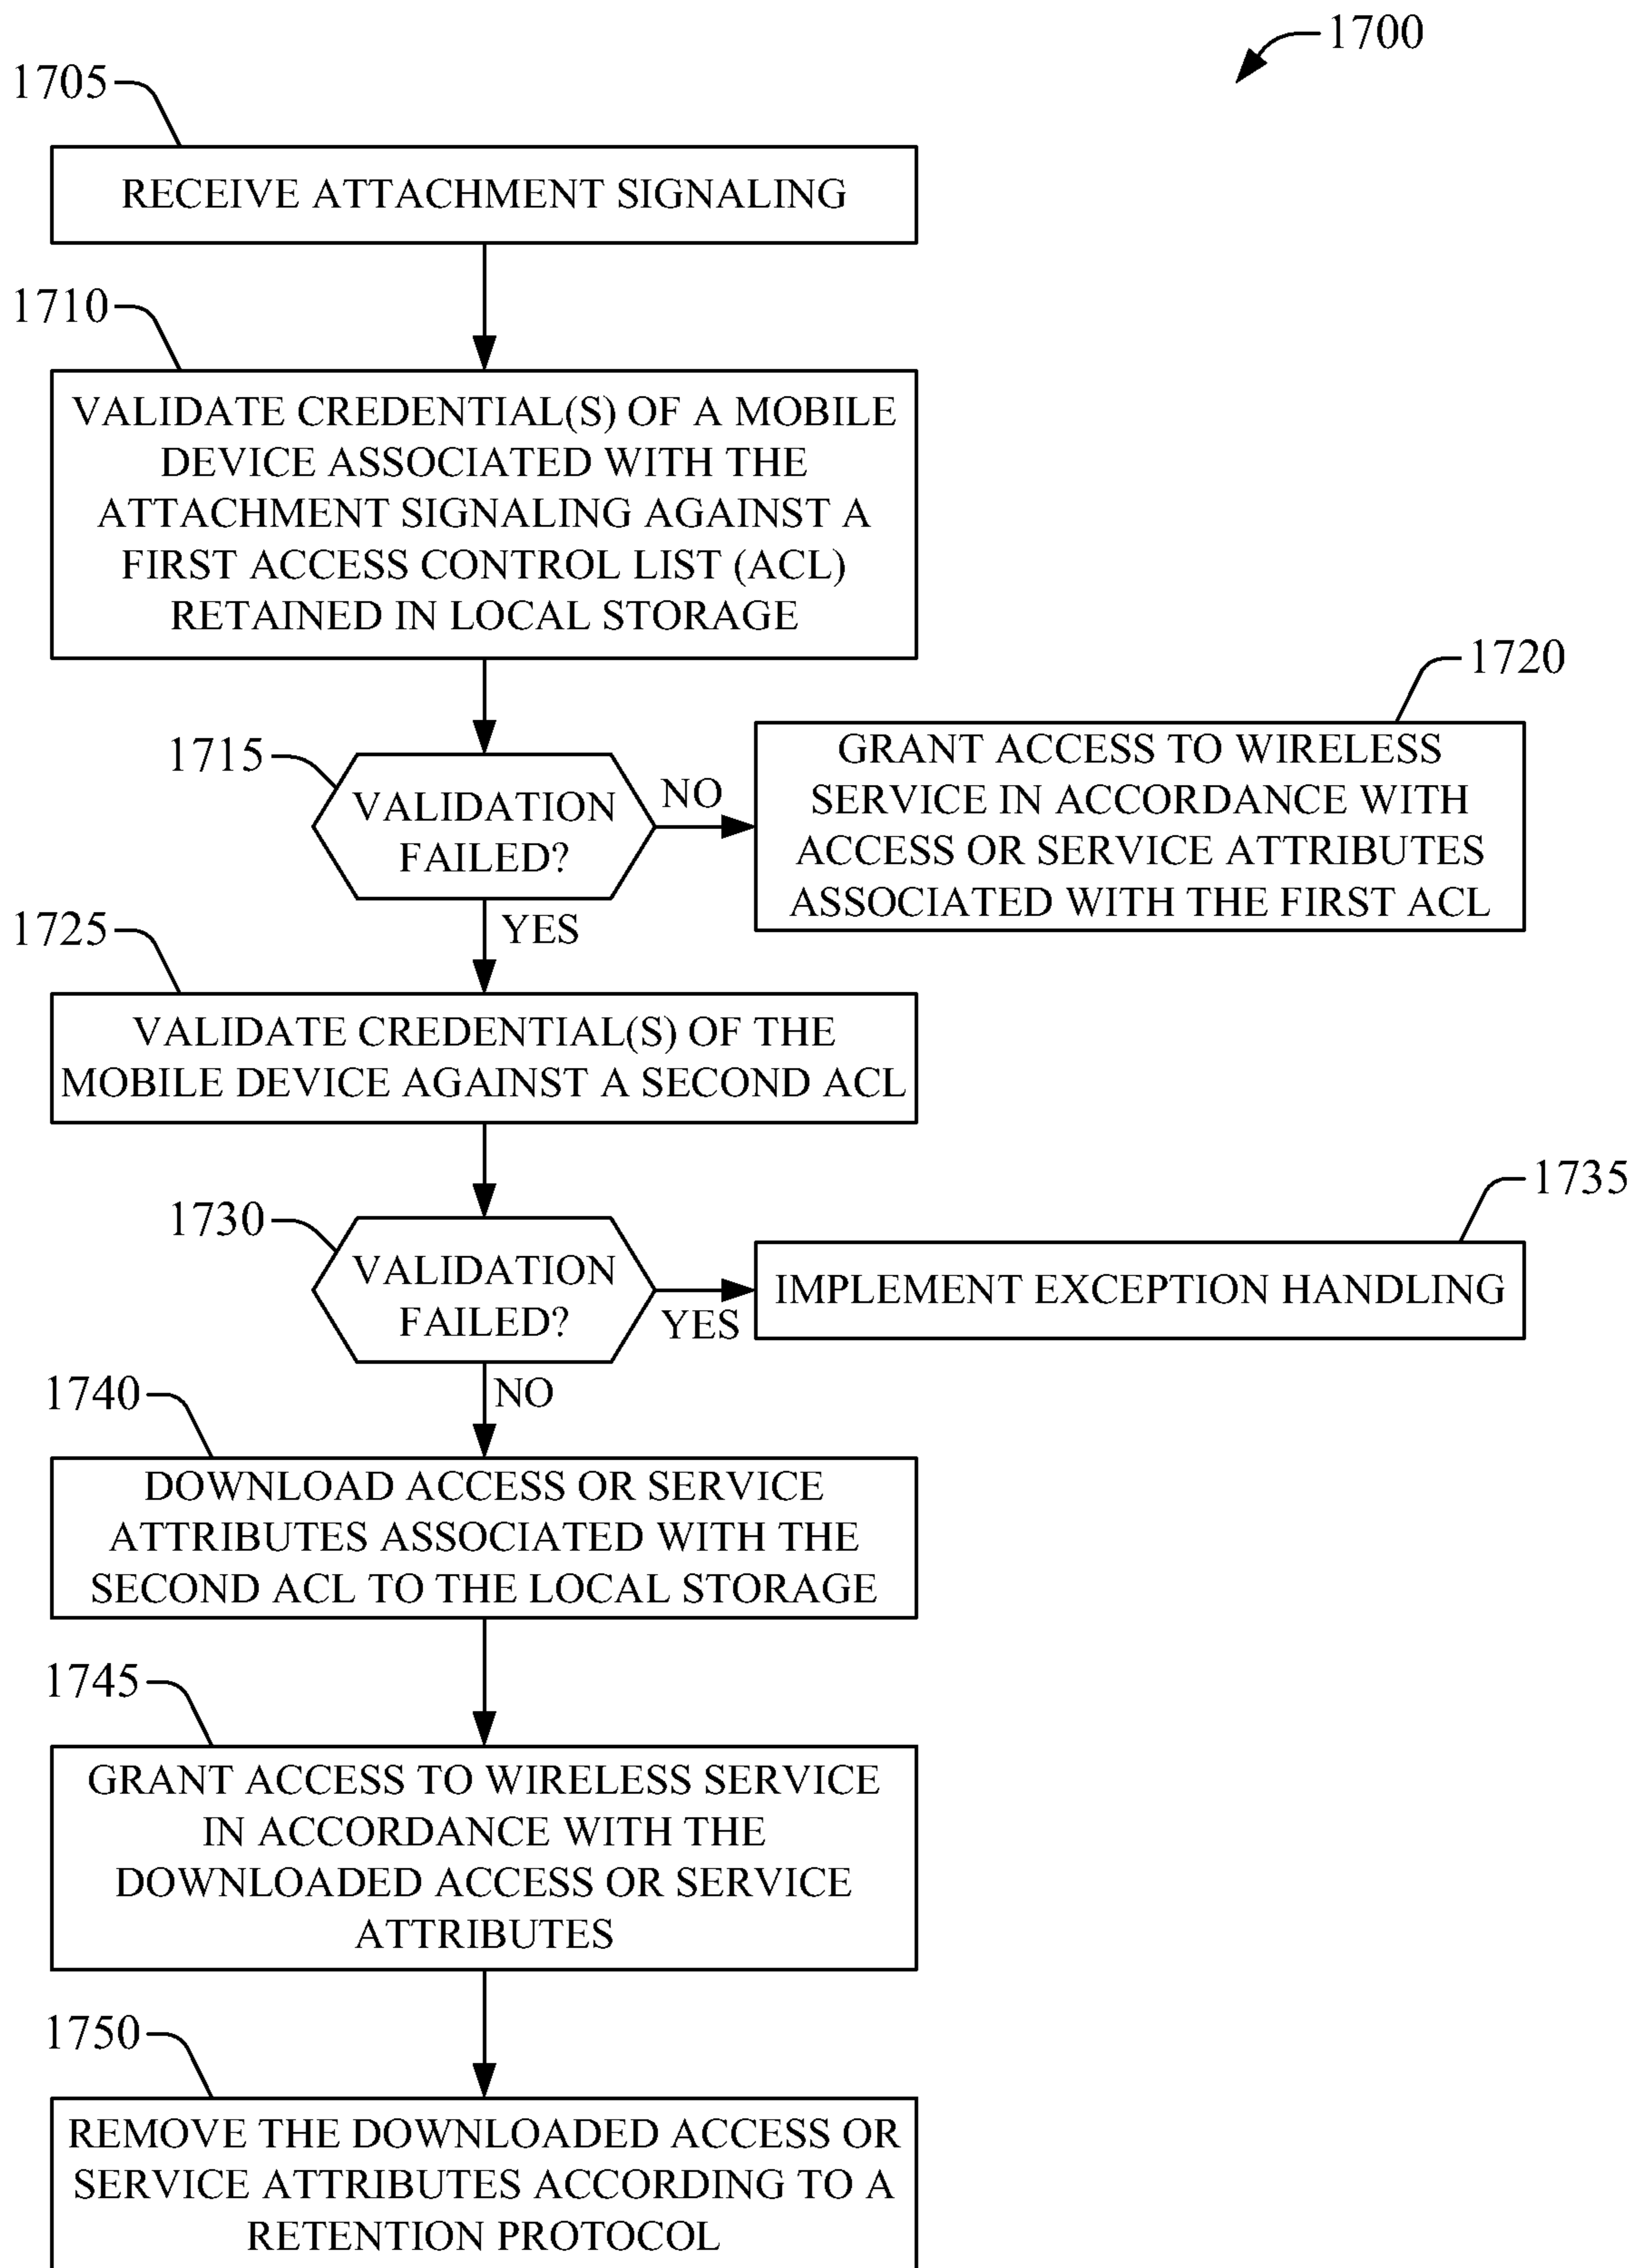 1700
1705
RECEIVE ATTACHMENT SIGNALING
1710
VALIDATE CREDENTIAL(S) OF A MOBILE
DEVICE ASSOCIATED WITH THE
ATTACHMENT SIGNALING AGAINST A
FIRST ACCESS CONTROL LIST (ACL)
RETAINED IN LOCAL STORAGE
1715
VALIDATION
FAILED?
NO
1720
GRANT ACCESS TO WIRELESS
SERVICE IN ACCORDANCE WITH
ACCESS OR SERVICE ATTRIBUTES
ASSOCIATED WITH THE FIRST ACL
YES
1725
VALIDATE CREDENTIAL(S) OF THE
MOBILE DEVICE AGAINST A SECOND ACL
1730
VALIDATION
FAILED?
YES
1735
IMPLEMENT EXCEPTION HANDLING
NO
1740
DOWNLOAD ACCESS OR SERVICE
ATTRIBUTES ASSOCIATED WITH THE
SECOND ACL TO THE LOCAL STORAGE
1745
GRANT ACCESS TO WIRELESS SERVICE
IN ACCORDANCE WITH THE
DOWNLOADED ACCESS OR SERVICE
ATTRIBUTES
1750
REMOVE THE DOWNLOADED ACCESS OR
SERVICE ATTRIBUTES ACCORDING TO A
RETENTION PROTOCOL